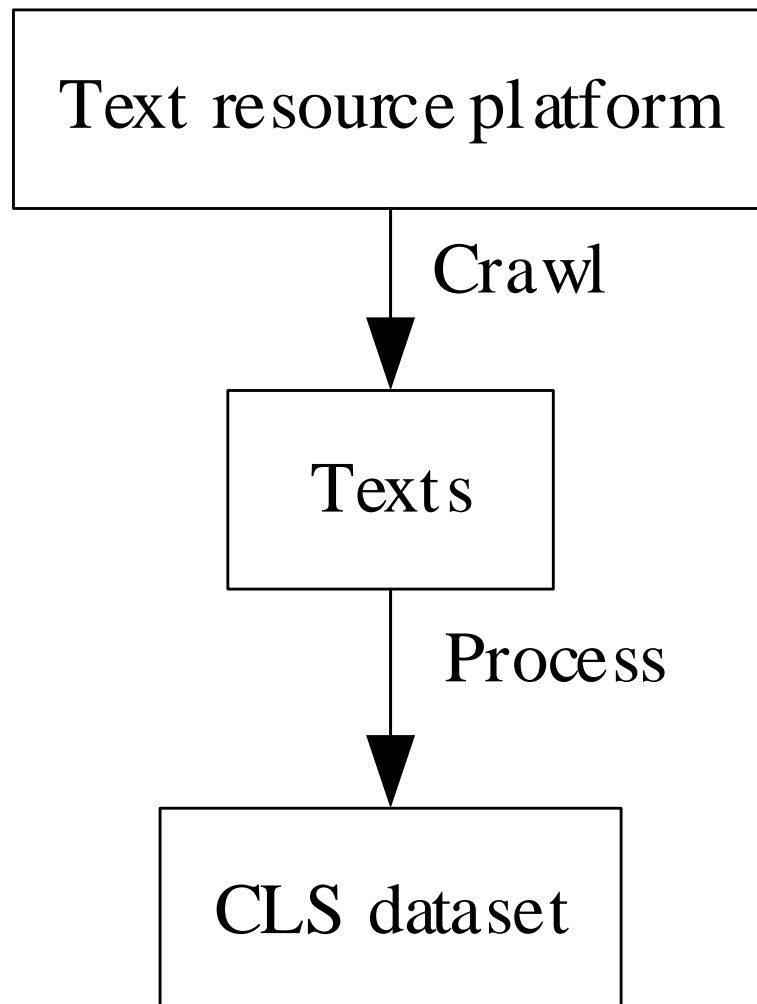 Text resource platform
Crawl
Texts
Process
CLS dataset